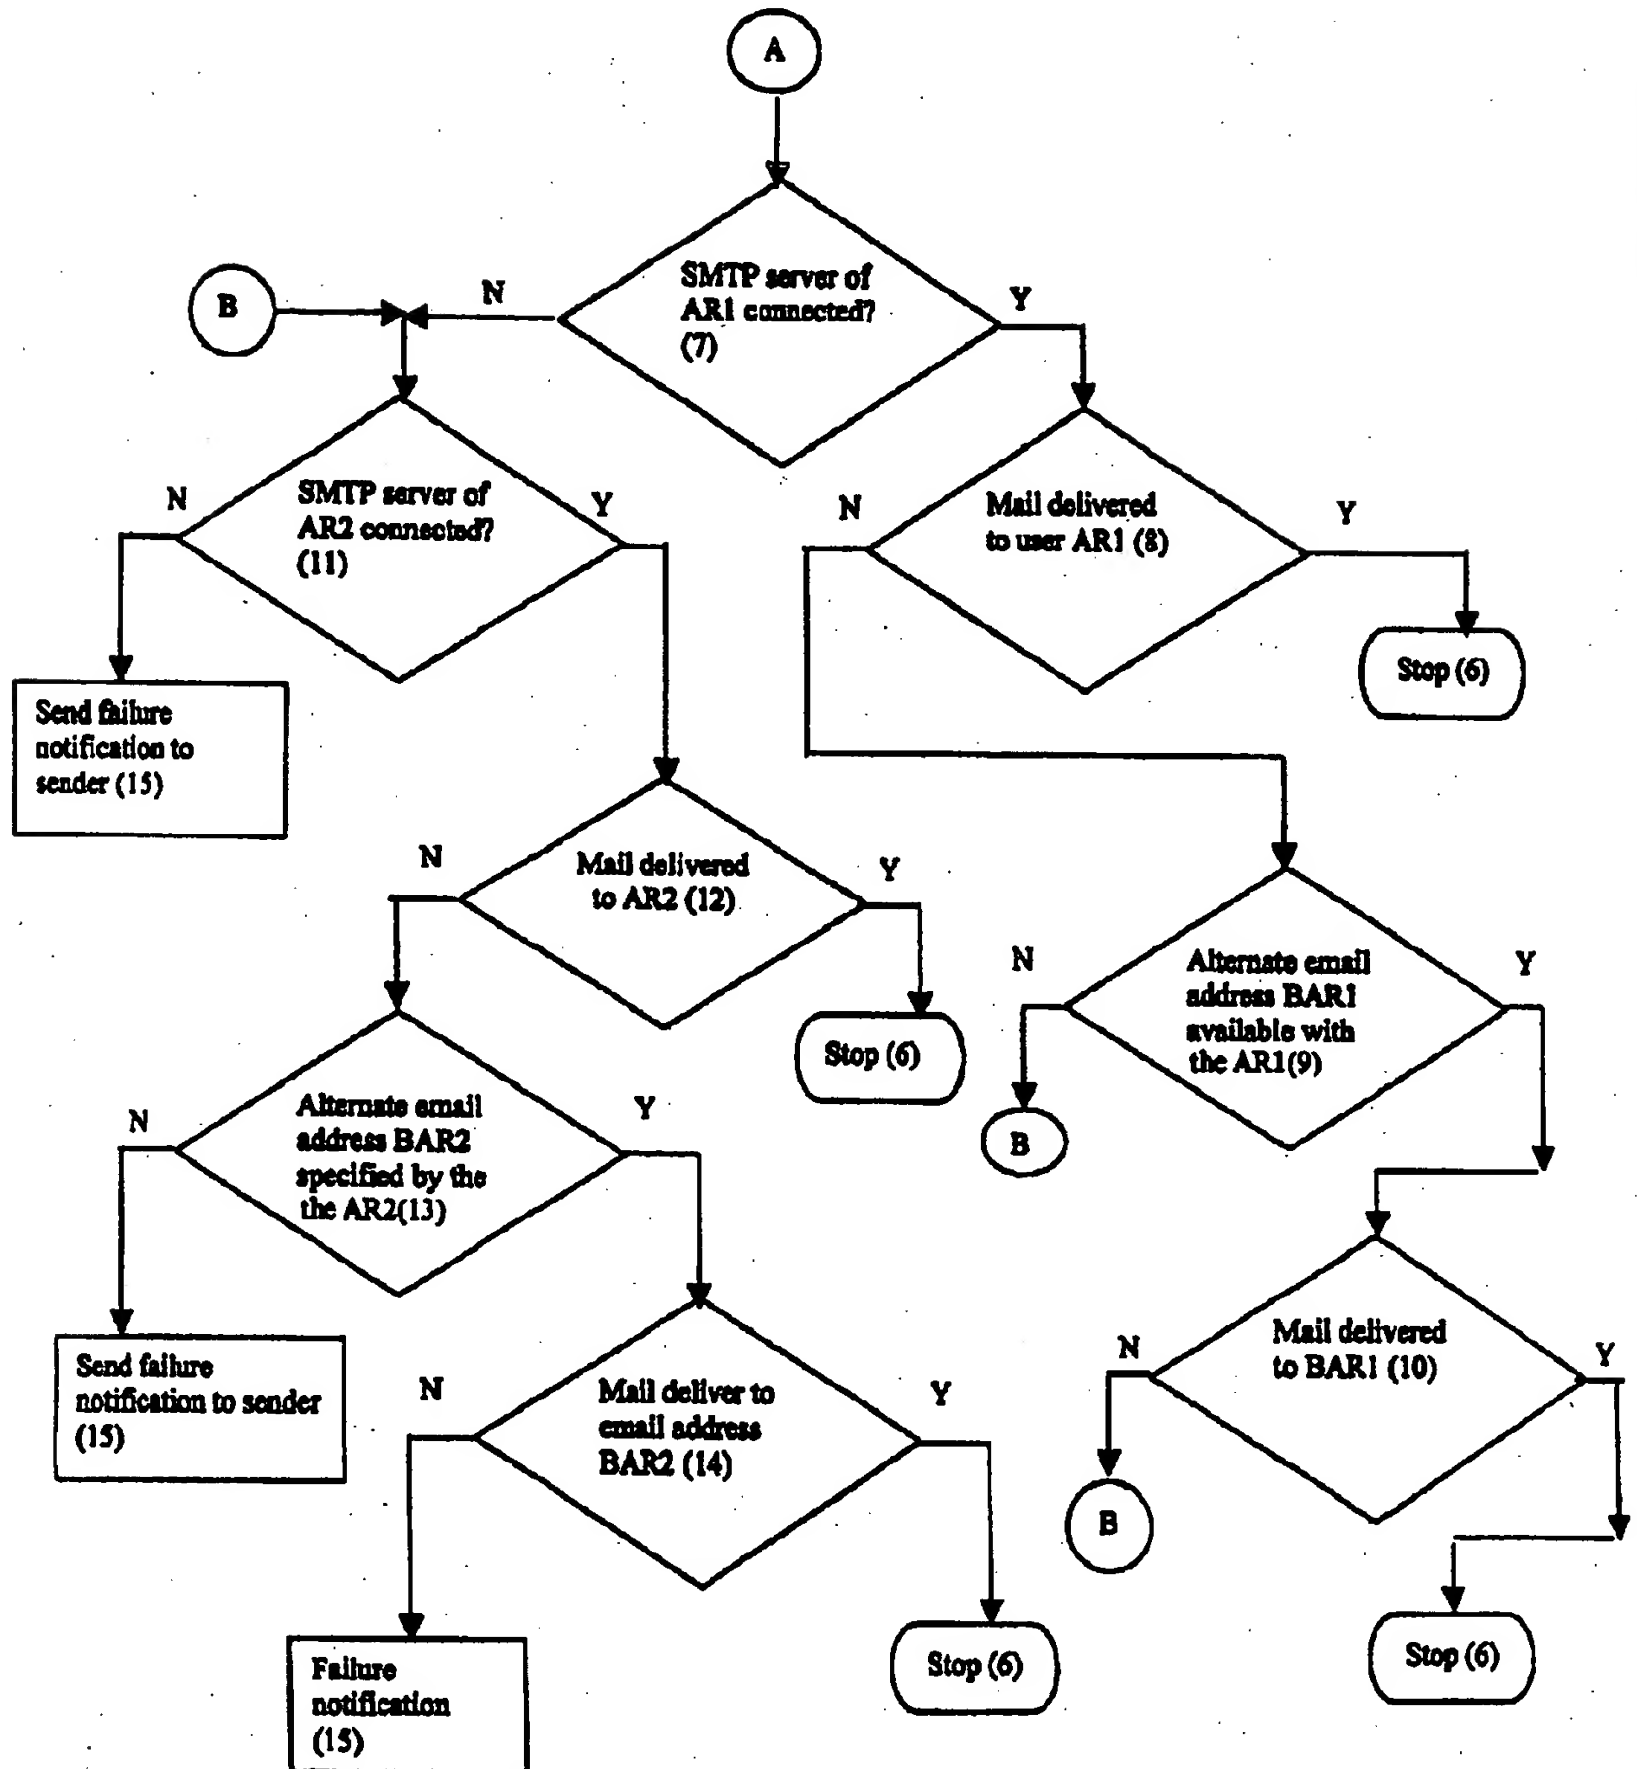 A
SMTP server of
AR1 connected?
(7)
N
Y
B
SMTP server of
AR2 connected?
(11)
N
Y
Mail delivered
to user AR1 (8)
N
Y
Stop (6)
Send failure
notification to
sender (15)
Mail delivered
to AR2 (12)
N
Y
Stop (6)
Alternate email
address BAR1
available with
the AR1(9)
N
Y
B
Alternate email
address BAR2
specified by the
the AR2(13)
N
Y
Mail delivered
to BAR1 (10)
N
Y
Send failure
notification to sender
(15)
Mail deliver to
email address
BAR2 (14)
N
Y
B
Failure
notification
(15)
Stop (6)
Stop (6)